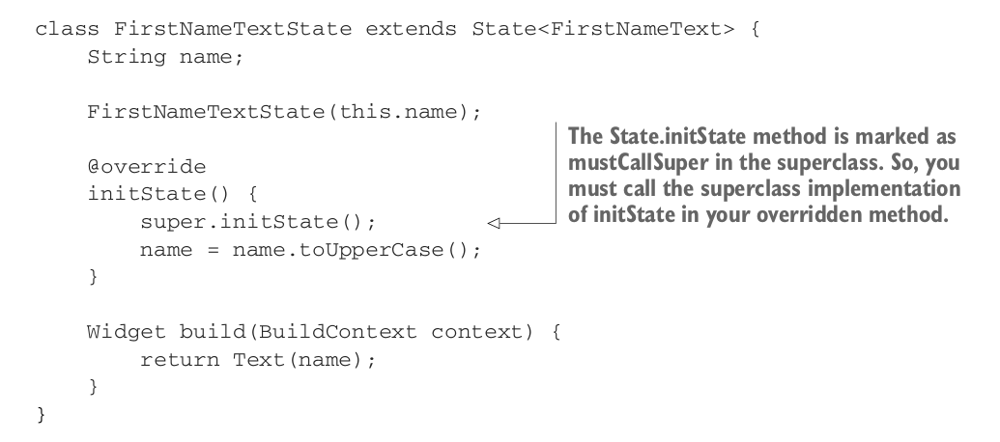 class FirstNameTextState extends State<FirstNameText> {
    String name;

    FirstNameTextState(this.name);

    @override
    initState() {
        super.initState();
        name = name.toUpperCase();
    }

    Widget build(BuildContext context) {
        return Text(name);
    }
}
The State.initState method is marked as
mustCallSuper in the superclass. So, you
must call the superclass implementation
of initState in your overridden method.